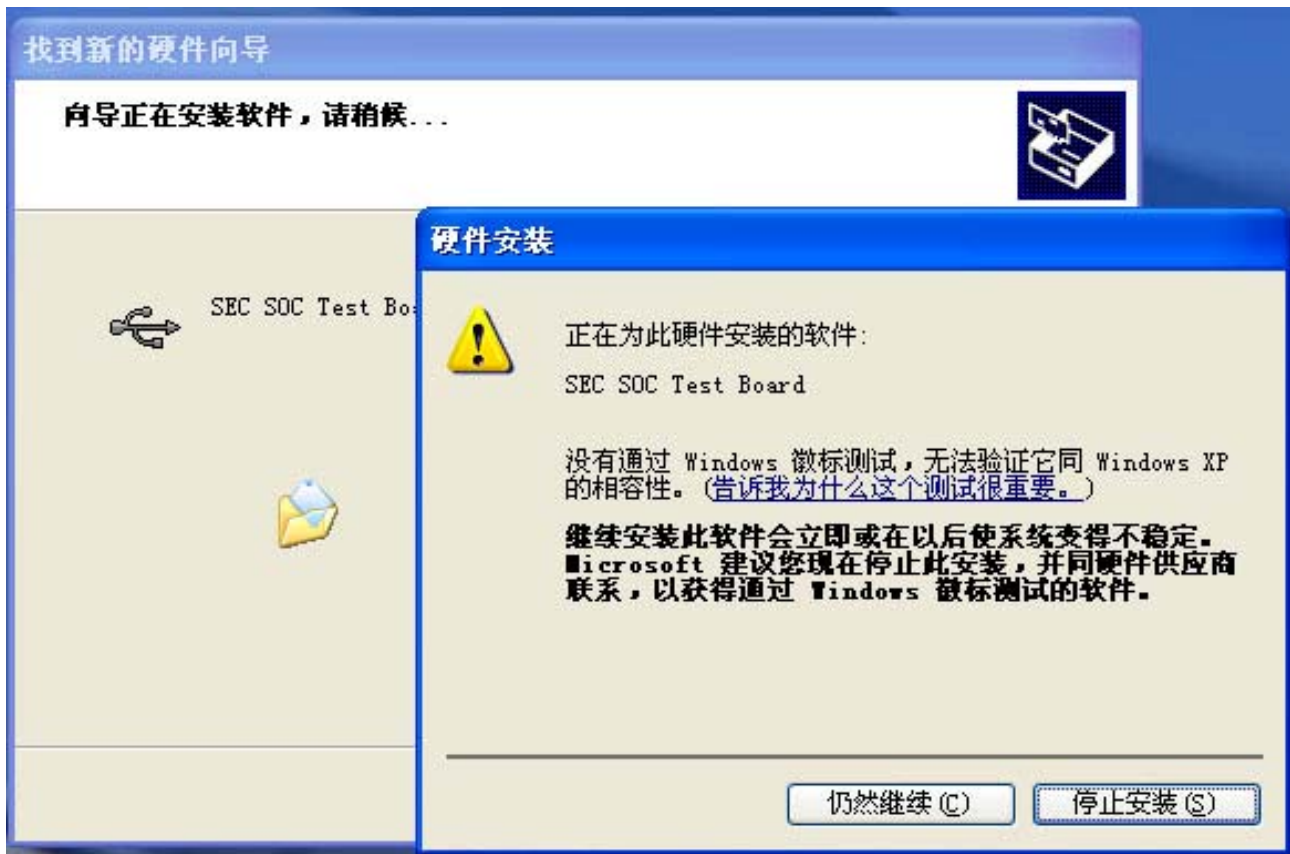 找到新的硬件向导
向导正在安装软件，请稍候...
SEC SOC Test Bo
硬件安装
正在为此硬件安装的软件:
SEC SOC Test Board
没有通过 Windows 徽标测试，无法验证它同 Windows XP
的相容性。(告诉我为什么这个测试很重要。)
继续安装此软件会立即或在以后使系统变得不稳定。
Microsoft 建议您现在停止此安装，并同硬件供应商
联系，以获得通过 Windows 徽标测试的软件。
仍然继续(C)
停止安装(S)